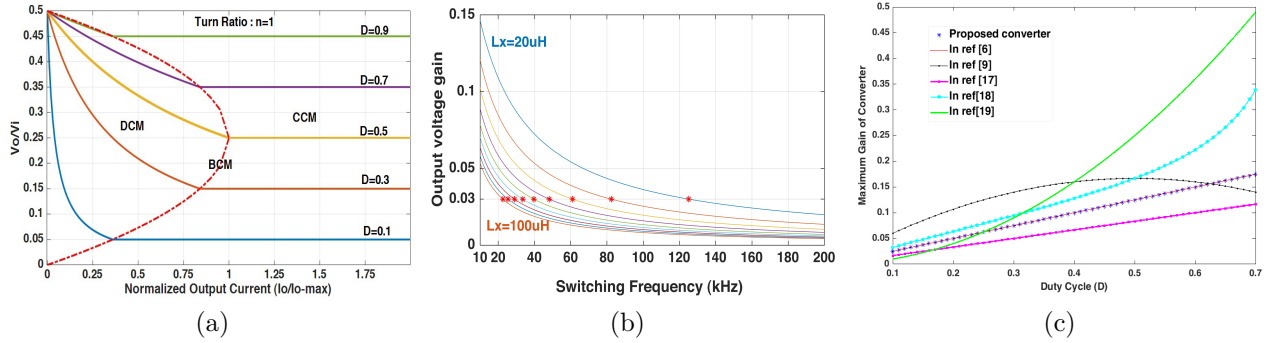 Turn Ratio : n=1
D=0.9
D=0.7
D=0.5
D=0.3
D=0.1
CCM
DCM
BCM
Vo/Vi
0.5
0.45
0.4
0.35
0.3
0.25
0.2
0.15
0.1
0.05
0
0 0.25 0.5 0.75 1 1.25 1.5 1.75
Normalized Output Current (Io/Io-max)
(a)
Output voltage gain
0.15
0.1
0.05
0.03
0
Lx=20uH
Lx=100uH
10 20 40 60 80 100 120 140 160 180 200
Switching Frequency (kHz)
(b)
Maximum Gain of Converter
0.5
0.45
0.4
0.35
0.3
0.25
0.2
0.15
0.1
0.05
0
Proposed converter
In ref [6]
In ref [9]
In ref [17]
In ref[18]
In ref[19]
0.1 0.2 0.3 0.4 0.5 0.6 0.7
Duty Cycle (D)
(c)